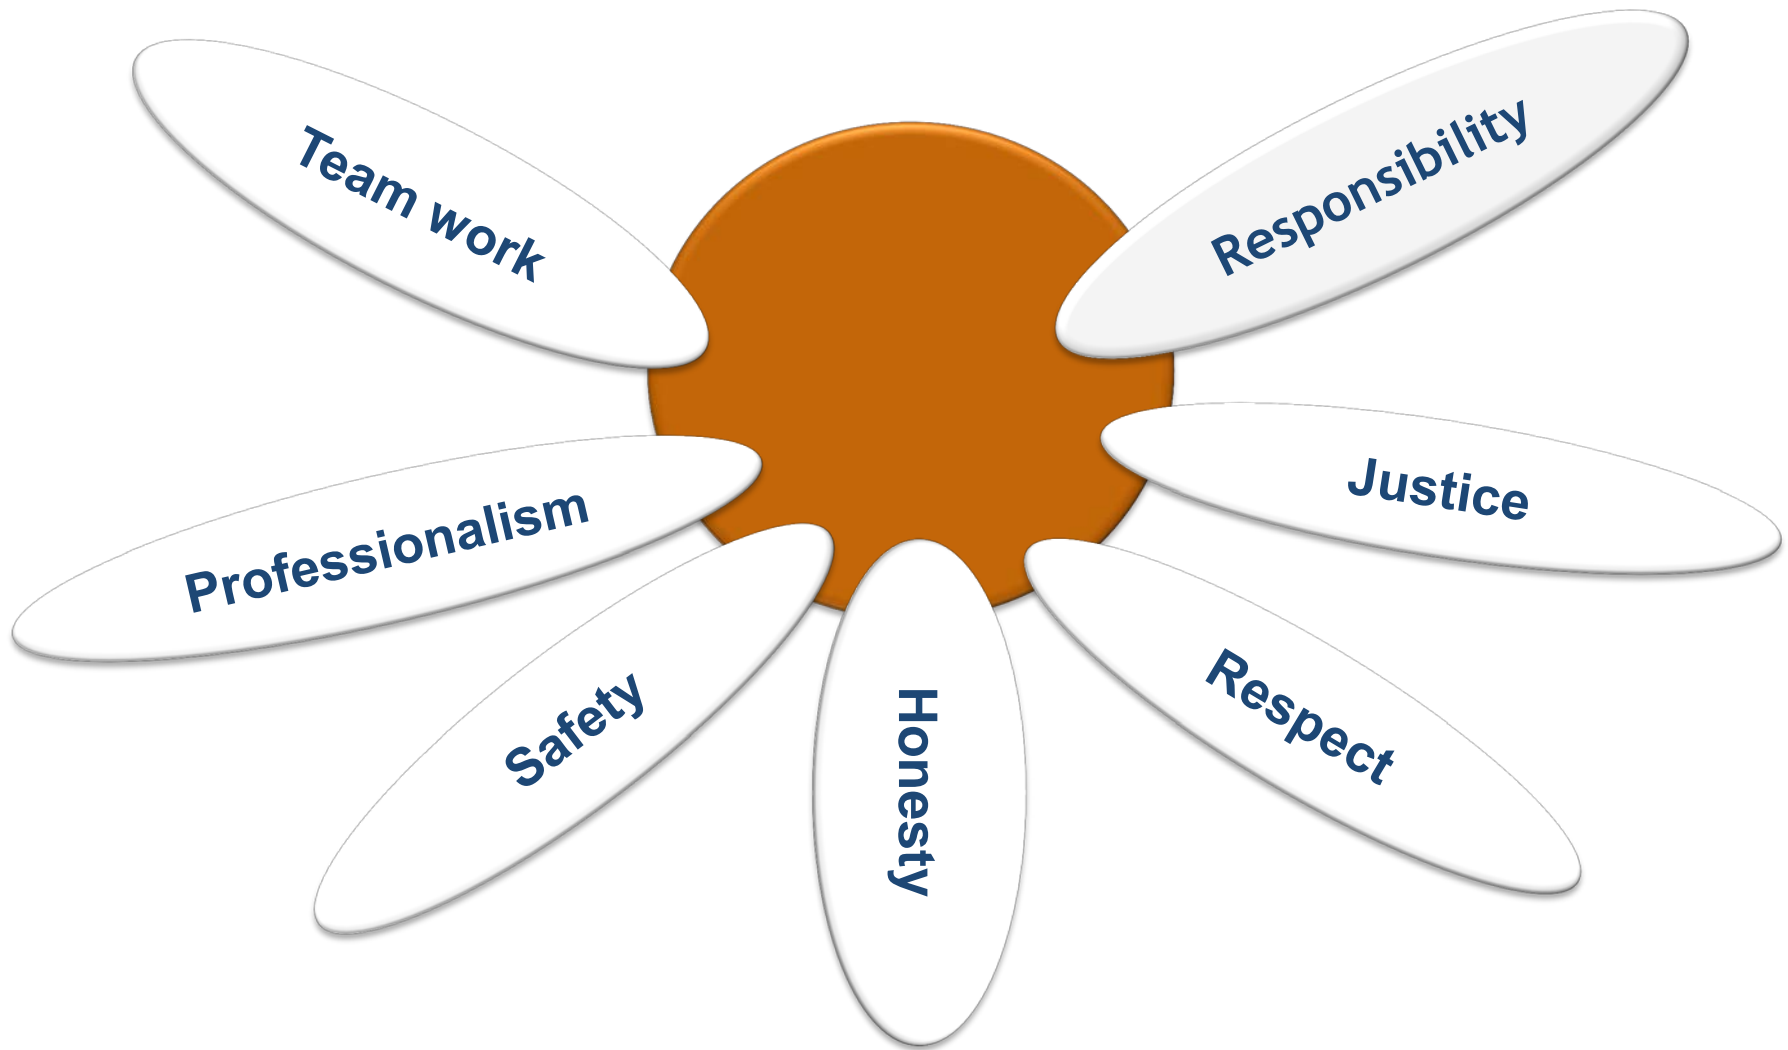 Team work
Responsibility
Professionalism
Justice
Safety
Honesty
Respect